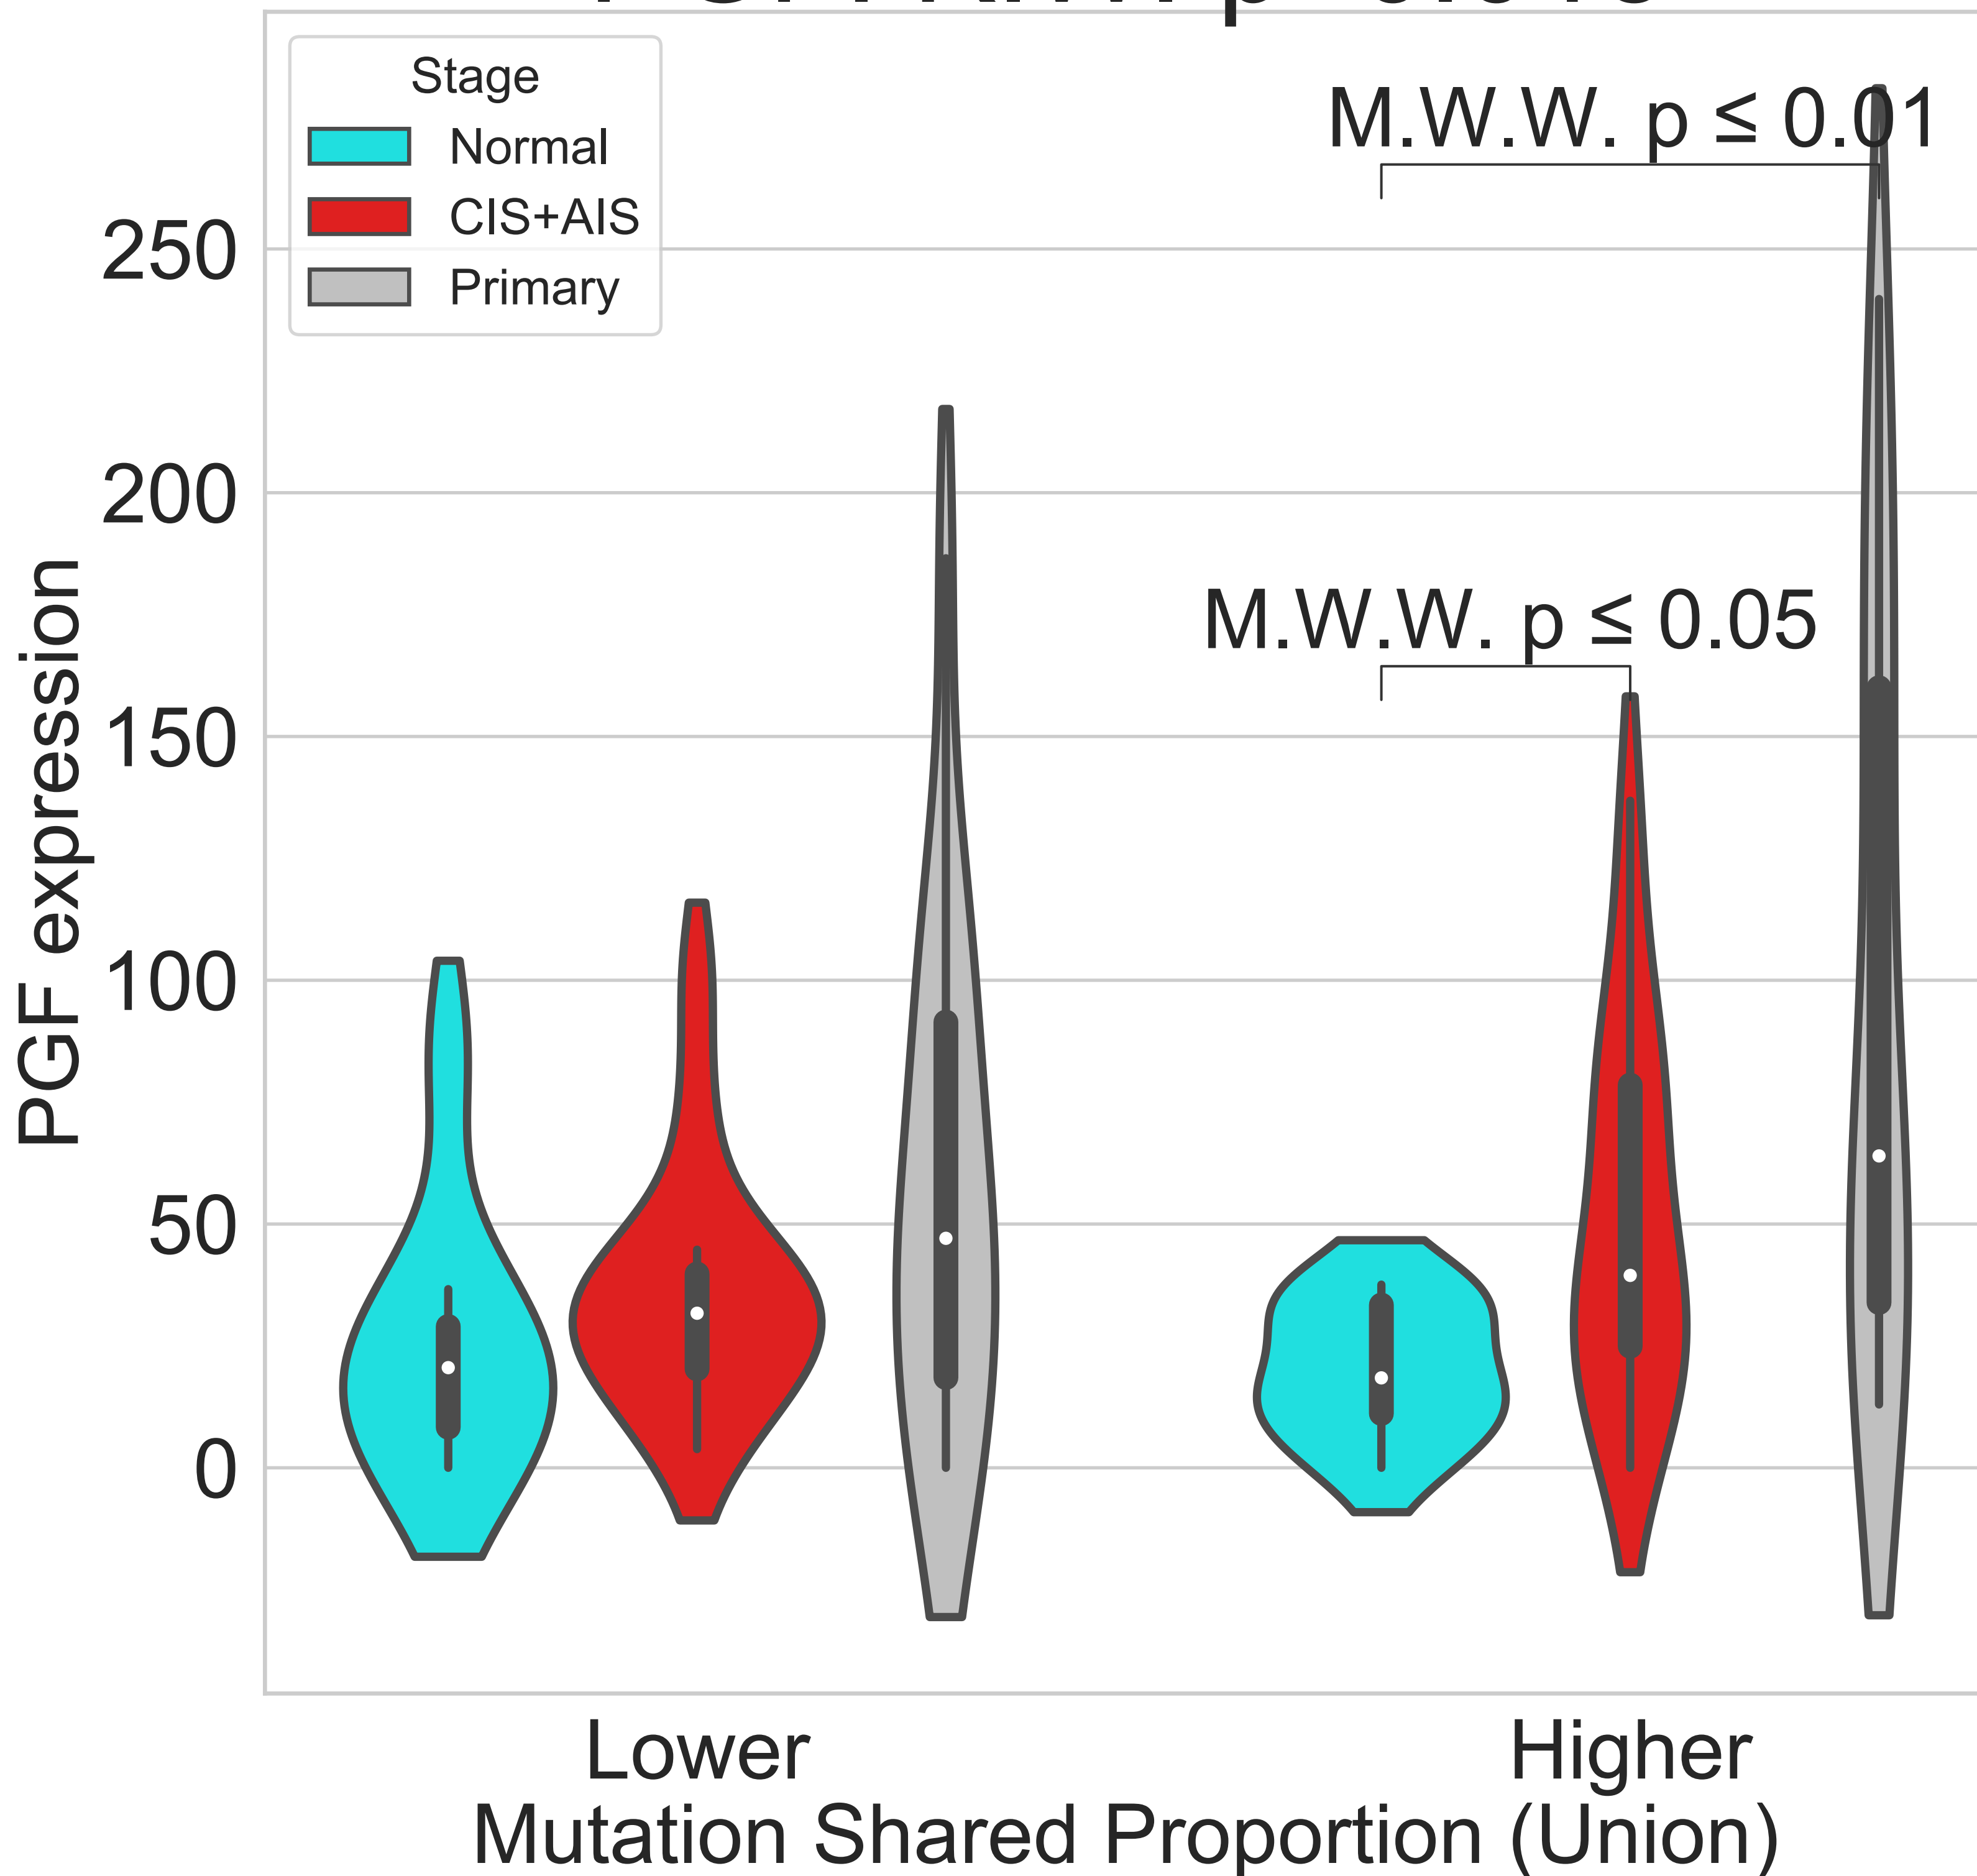 Stage
Normal
CIS+AIS
Primary
M.W.W. p ≤ 0.01
M.W.W. p ≤ 0.05
250
200
150
100
50
0
PGF expression
Lower
Higher
Mutation Shared Proportion (Union)